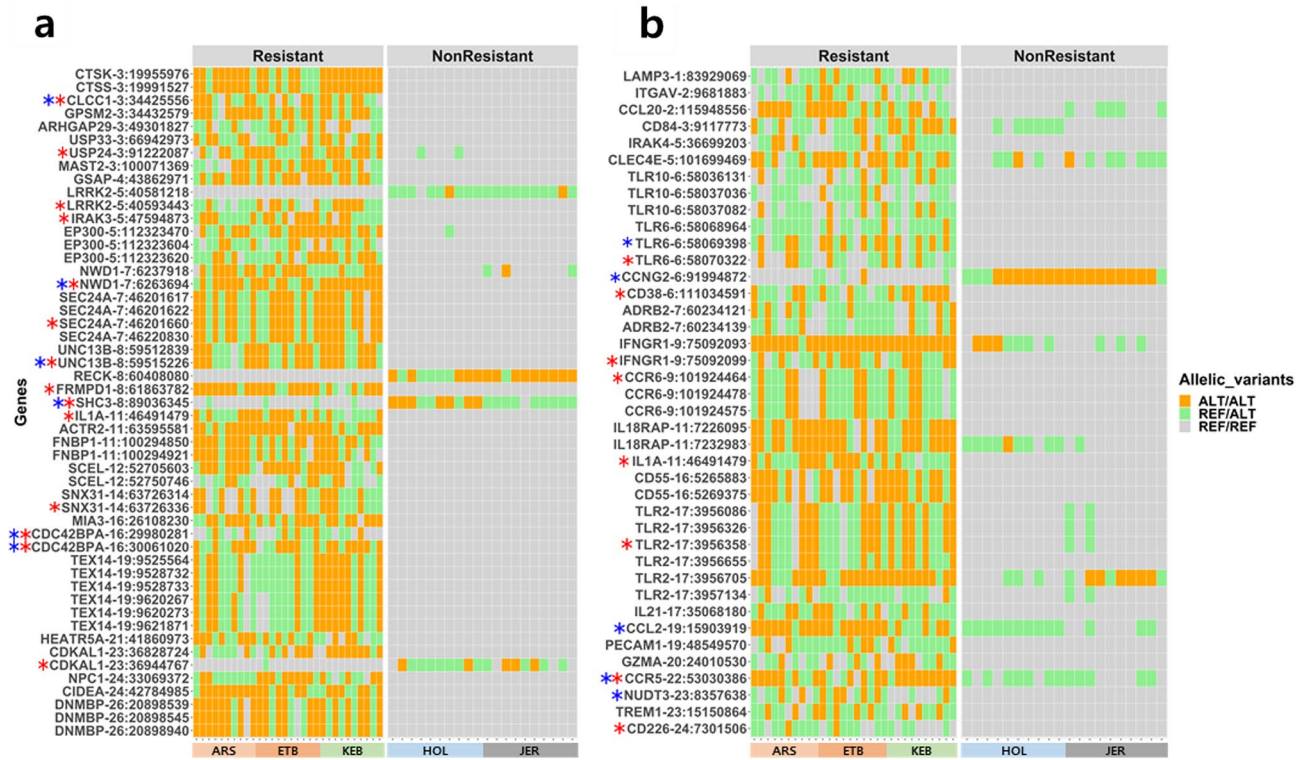 a
Resistant NonResistant
Genes
CTSK-3:19955976
CTSS-3:19991527
**CLCC1-3:34425556
GPSM2-3:34432579
ARHGAP29-3:49301827
USP33-3:66942973
*USP24-3:91222087
MAST2-3:100071369
GSAP-4:43862971
LRRK2-5:40581218
*LRRK2-5:40593443
*IRAK3-5:47594873
EP300-5:112323470
EP300-5:112323604
EP300-5:112323620
NWD1-7:6237918
**NWD1-7:6263694
SEC24A-7:46201617
SEC24A-7:46201622
*SEC24A-7:46201660
SEC24A-7:46220830
UNC13B-8:59512839
**UNC13B-8:59515226
RECK-8:60408080
*FRMPD1-8:61863782
**SHC3-8:89036345
*IL1A-11:46491479
ACTR2-11:63595581
FNBP1-11:100294850
FNBP1-11:100294921
SCEL-12:52705603
SCEL-12:52750746
SNX31-14:63726314
*SNX31-14:63726336
MIA3-16:26108230
**CDC42BPA-16:29980281
**CDC42BPA-16:30061020
TEX14-19:9525564
TEX14-19:9528732
TEX14-19:9528733
TEX14-19:9620267
TEX14-19:9620273
TEX14-19:9621871
HEATR5A-21:41860973
CDKAL1-23:36828724
*CDKAL1-23:36944767
NPC1-24:33069372
CIDEA-24:42784985
DNMBP-26:20898539
DNMBP-26:20898545
DNMBP-26:20898940
ARS ETB KEB HOL JER
b
Resistant NonResistant
LAMP3-1:83929069
ITGAV-2:9681883
CCL20-2:115948556
CD84-3:9117773
IRAK4-5:36699203
CLEC4E-5:101699469
TLR10-6:58036131
TLR10-6:58037036
TLR10-6:58037082
TLR6-6:58068964
*TLR6-6:58069398
*TLR6-6:58070322
*CCNG2-6:91994872
*CD38-6:111034591
ADRB2-7:60234121
ADRB2-7:60234139
IFNGR1-9:75092093
*IFNGR1-9:75092099
*CCR6-9:101924464
CCR6-9:101924478
CCR6-9:101924575
IL18RAP-11:7226095
IL18RAP-11:7232983
*IL1A-11:46491479
CD55-16:5265883
CD55-16:5269375
TLR2-17:3956086
TLR2-17:3956326
*TLR2-17:3956358
TLR2-17:3956655
TLR2-17:3956705
TLR2-17:3957134
IL21-17:35068180
*CCL2-19:15903919
PECAM1-19:48549570
GZMA-20:24010530
**CCR5-22:53030386
*NUDT3-23:8357638
TREM1-23:15150864
*CD226-24:7301506
ARS ETB KEB HOL JER
Allelic_variants
ALT/ALT
REF/ALT
REF/REF